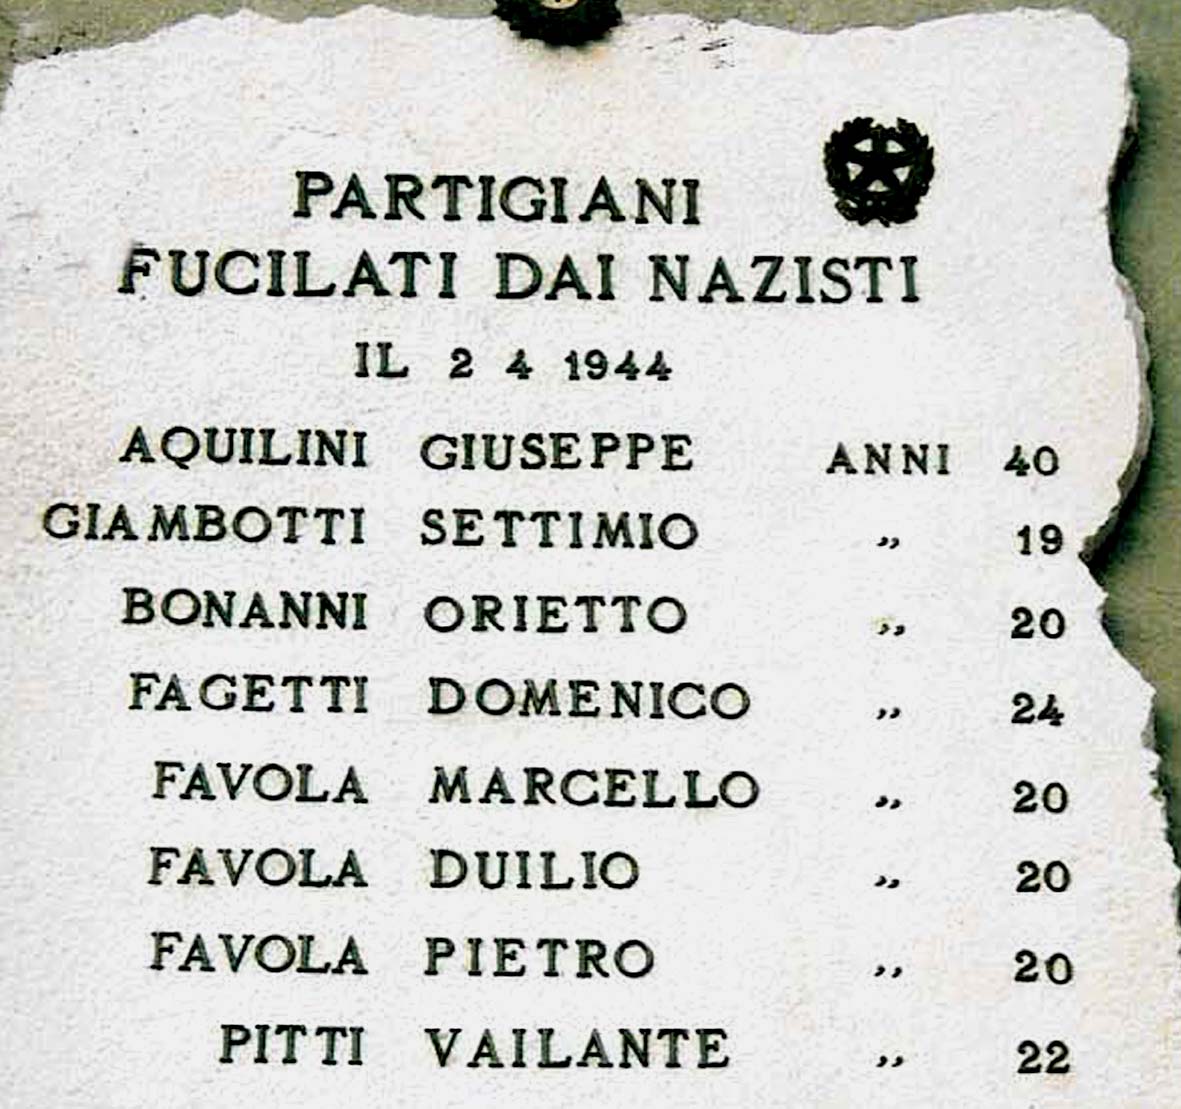 PARTIGIANI
FUCILATI DAI NAZISTI
IL 2 4 1944
AQUILINI GIUSEPPE ANNI 40
GIAMBOTTI SETTIMIO ,, 19
BONANNI ORIETTO ,, 20
FAGETTI DOMENICO ,, 24
FAVOLA MARCELLO ,, 20
FAVOLA DUILIO ,, 20
FAVOLA PIETRO ,, 20
PITTI VAILANTE ,, 22